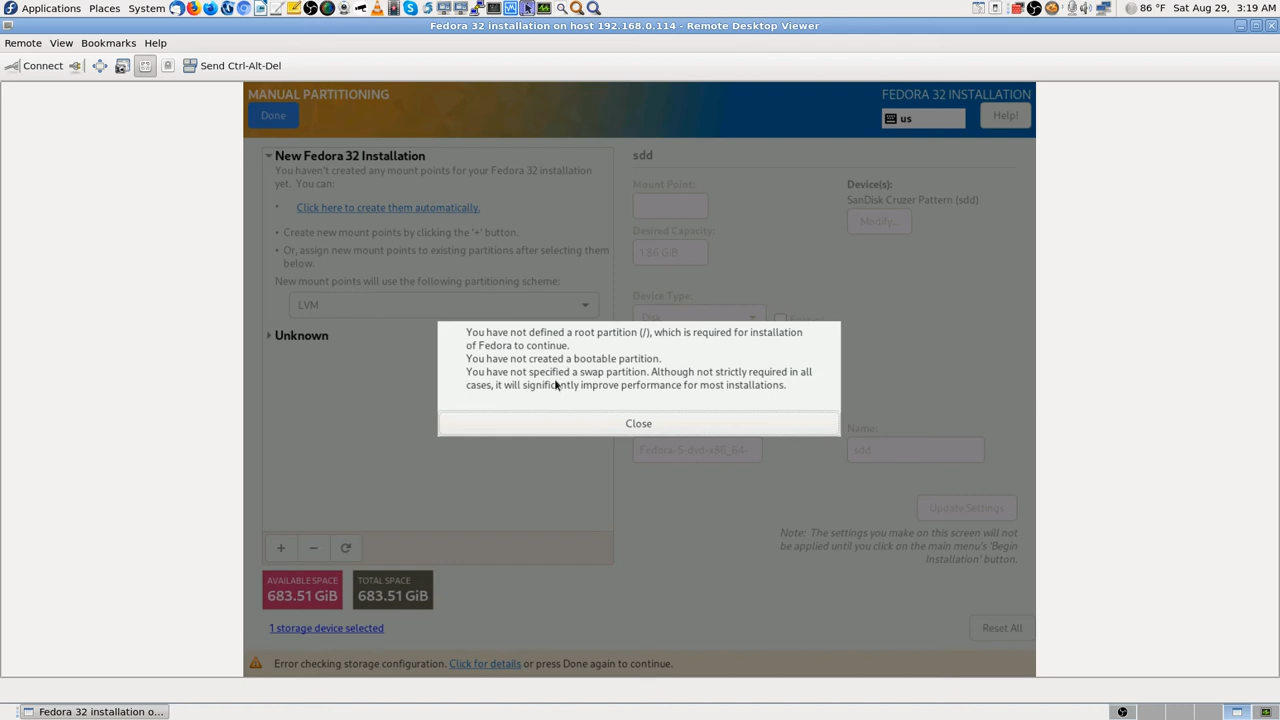 Applications Places System 86 °F Sat Aug 29, 3:19 AM
Fedora 32 installation on host 192.168.0.114 - Remote Desktop Viewer
Remote View Bookmarks Help
Connect Send Ctrl-Alt-Del
MANUAL PARTITIONING
FEDORA 32 INSTALLATION
Done
us
Help!
New Fedora 32 Installation
You haven't created any mount points for your Fedora 32 installation
yet. You can:
• Click here to create them automatically.
• Create new mount points by clicking the '+' button.
• Or, assign new mount points to existing partitions after selecting them
below.
New mount points will use the following partitioning scheme:
LVM
Unknown
sdd
Mount Point:
Device(s):
SanDisk Cruzer Pattern (sdd)
Modify...
Desired Capacity:
1.86 GiB
Device Type:
Disk
You have not defined a root partition (/), which is required for installation
of Fedora to continue.
You have not created a bootable partition.
You have not specified a swap partition. Although not strictly required in all
cases, it will significantly improve performance for most installations.
Close
Name:
Fedora-S-dvd-x86_64-
sdd
Update Settings
Note: The settings you make on this screen will
not be applied until you click on the main menu's 'Begin
Installation' button.
+ −
AVAILABLE SPACE
683.51 GiB
TOTAL SPACE
683.51 GiB
1 storage device selected
Reset All
Error checking storage configuration. Click for details or press Done again to continue.
Fedora 32 installation o...